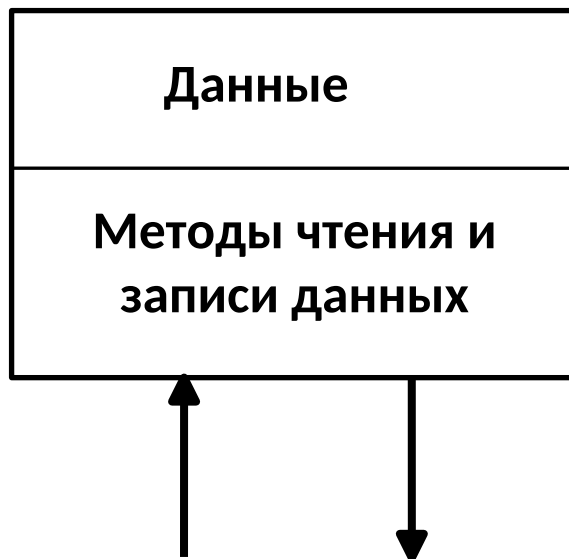 Данные
Методы чтения и
записи данных